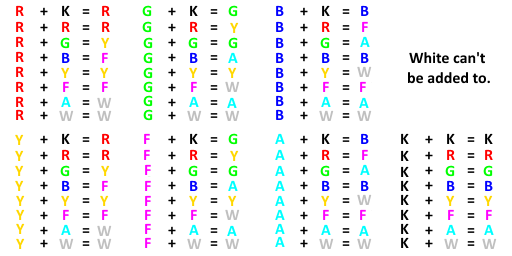 R + K = R
R + R = R
R + G = Y
R + B = F
R + Y = Y
R + F = F
R + A = W
R + W = W
G + K = G
G + R = Y
G + G = G
G + B = A
G + Y = Y
G + F = W
G + A = A
G + W = W
B + K = B
B + R = F
B + G = A
B + B = B
B + Y = W
B + F = F
B + A = A
B + W = W
White can't
be added to.
Y + K = R
Y + R = R
Y + G = Y
Y + B = F
Y + Y = Y
Y + F = F
Y + A = W
Y + W = W
F + K = G
F + R = Y
F + G = G
F + B = A
F + Y = Y
F + F = W
F + A = A
F + W = W
A + K = B
A + R = F
A + G = A
A + B = B
A + Y = W
A + F = F
A + A = A
A + W = W
K + K = K
K + R = R
K + G = G
K + B = B
K + Y = Y
K + F = F
K + A = A
K + W = W